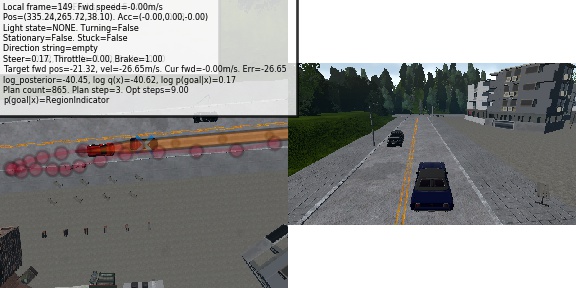 Local frame=149. Fwd speed=-0.00m/s
Pos=(335.24,265.72,38.10). Acc=(-0.00,0.00,-0.00)
Light state=NONE. Turning=False
Stationary=False. Stuck=False
Direction string=empty
Steer=0.17, Throttle=0.00, Brake=1.00
Target fwd pos=-21.32, vel=-26.65m/s. Cur fwd=-0.00m/s. Err=-26.65
log_posterior=-40.45, log q(x)=-40.62, log p(goal|x)=0.17
Plan count=865. Plan step=3. Opt steps=9.00
p(goal|x)=RegionIndicator